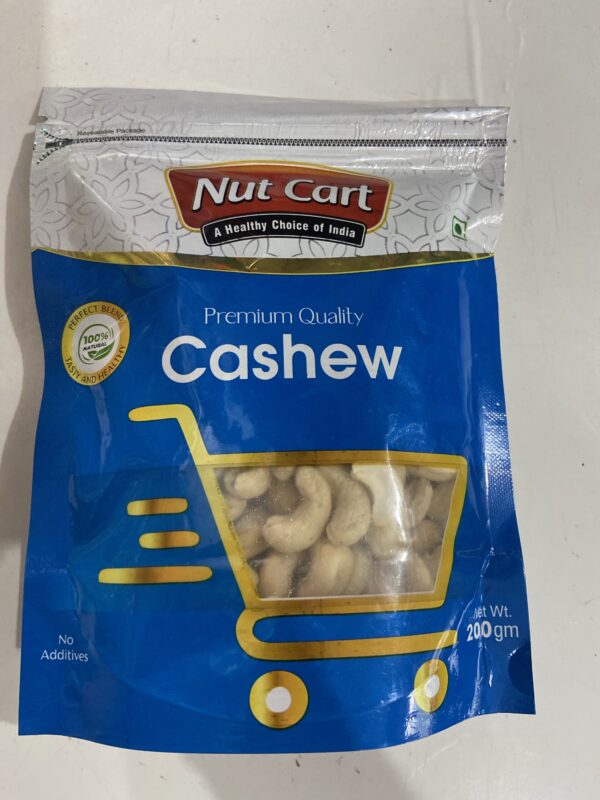 Resealable Package
Nut Cart
A Healthy Choice of India
Premium Quality
Cashew
PERFECT BLEND
100%
NATURAL
TASTY AND HEALTHY
No
Additives
Net Wt.
200gm